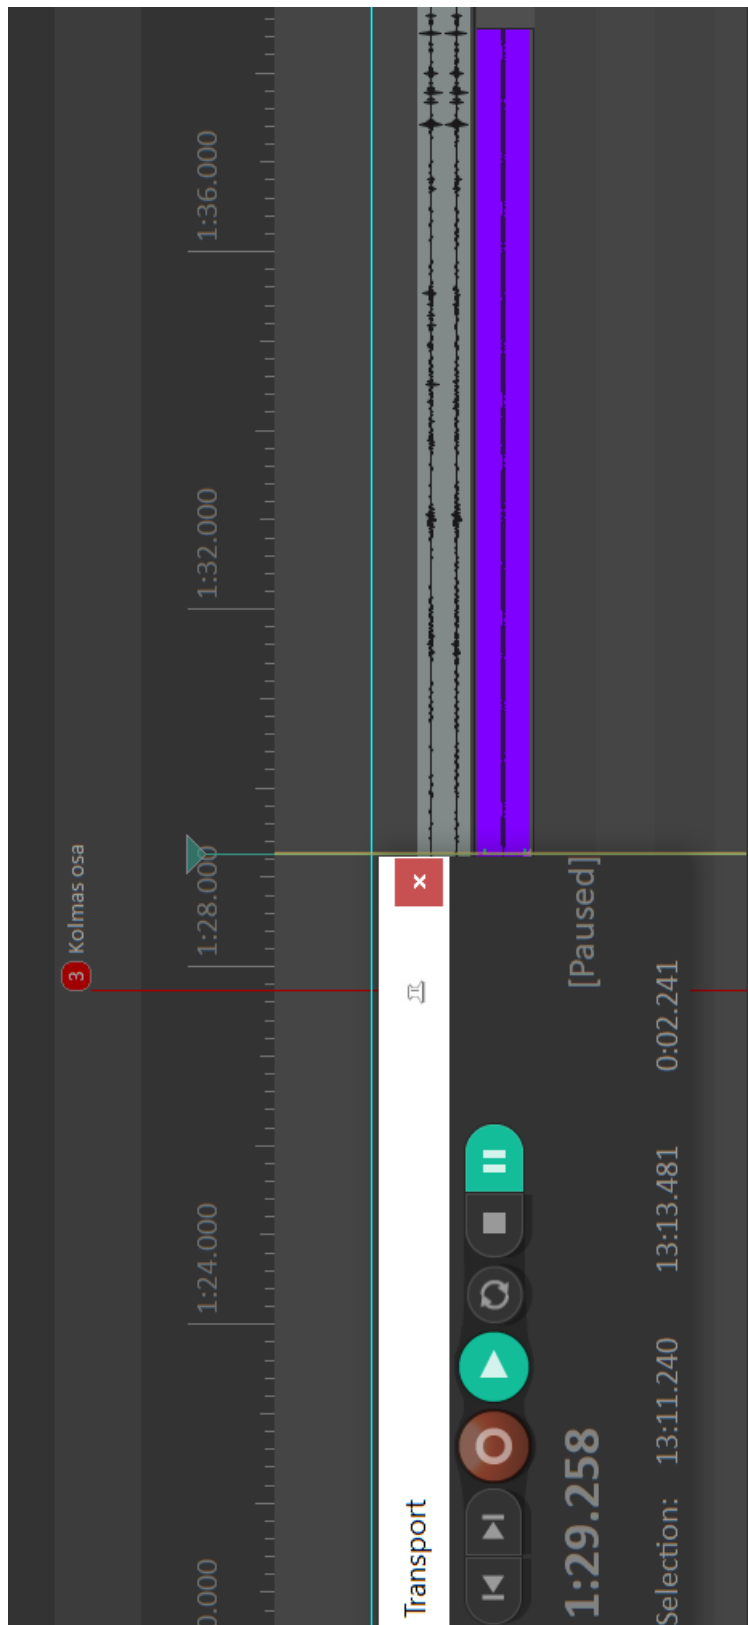 3 Kolmas osa
0.000
1:24.000
1:28.000
1:32.000
1:36.000
Transport
1:29.258 [Paused]
Selection: 13:11.240 13:13.481 0:02.241